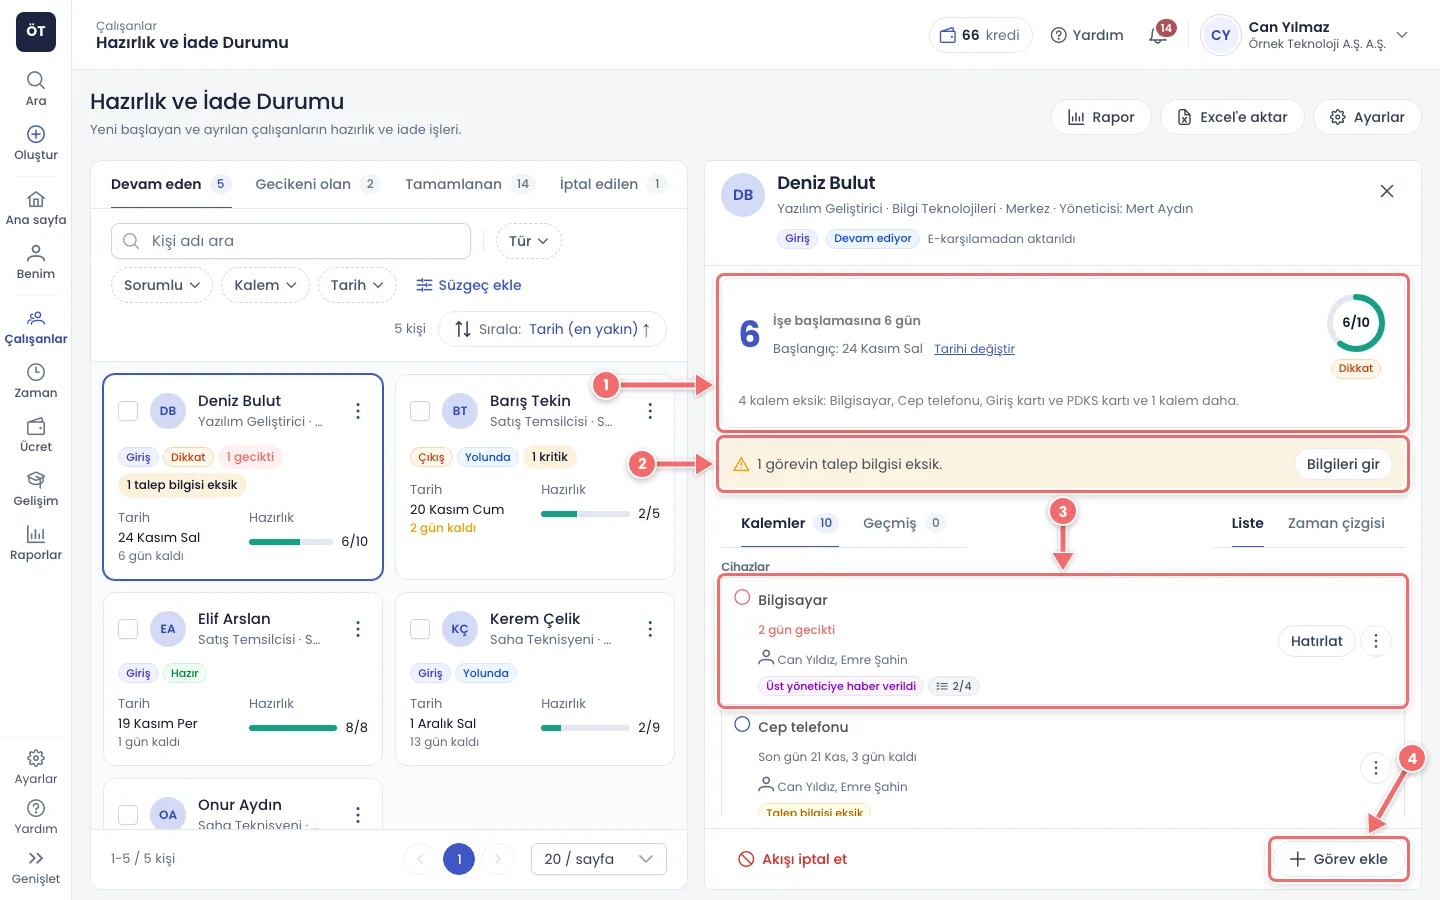 ÖT
Ara
Oluştur
Ana sayfa
Benim
Çalışanlar
Zaman
Ücret
Gelişim
Raporlar
Ayarlar
Yardım
Genişlet
Çalışanlar
Hazırlık ve İade Durumu
66 kredi
Yardım
14
CY
Can Yılmaz
Örnek Teknoloji A.Ş. A.Ş.
Hazırlık ve İade Durumu
Yeni başlayan ve ayrılan çalışanların hazırlık ve iade işleri.
Rapor
Excel'e aktar
Ayarlar
Devam eden 5
Gecikeni olan 2
Tamamlanan 14
İptal edilen 1
Kişi adı ara
Tür
Sorumlu
Kalem
Tarih
Süzgeç ekle
5 kişi
Sırala: Tarih (en yakın) ↑
DB
Deniz Bulut
Yazılım Geliştirici · ...
Giriş
Dikkat
1 gecikti
1 talep bilgisi eksik
Tarih
24 Kasım Sal
6 gün kaldı
Hazırlık
6/10
BT
Barış Tekin
Satış Temsilcisi · S...
Çıkış
Yolunda
1 kritik
Tarih
20 Kasım Cum
2 gün kaldı
Hazırlık
2/5
EA
Elif Arslan
Satış Temsilcisi · S...
Giriş
Hazır
Tarih
19 Kasım Per
1 gün kaldı
Hazırlık
8/8
KÇ
Kerem Çelik
Saha Teknisyeni · ...
Giriş
Yolunda
Tarih
1 Aralık Sal
13 gün kaldı
Hazırlık
2/9
OA
Onur Aydın
Saha Teknisyeni · ...
1-5 / 5 kişi
1
20 / sayfa
DB
Deniz Bulut
Yazılım Geliştirici · Bilgi Teknolojileri · Merkez · Yöneticisi: Mert Aydın
Giriş
Devam ediyor
E-karşılamadan aktarıldı
1
6
İşe başlamasına 6 gün
Başlangıç: 24 Kasım Sal
Tarihi değiştir
6/10
Dikkat
4 kalem eksik: Bilgisayar, Cep telefonu, Giriş kartı ve PDKS kartı ve 1 kalem daha.
2
1 görevin talep bilgisi eksik.
Bilgileri gir
3
Kalemler 10
Geçmiş 0
Liste
Zaman çizgisi
Cihazlar
Bilgisayar
2 gün gecikti
Can Yıldız, Emre Şahin
Üst yöneticiye haber verildi
2/4
Hatırlat
Cep telefonu
Son gün 21 Kas, 3 gün kaldı
Can Yıldız, Emre Şahin
Talep bilgisi eksik
4
Akışı iptal et
Görev ekle